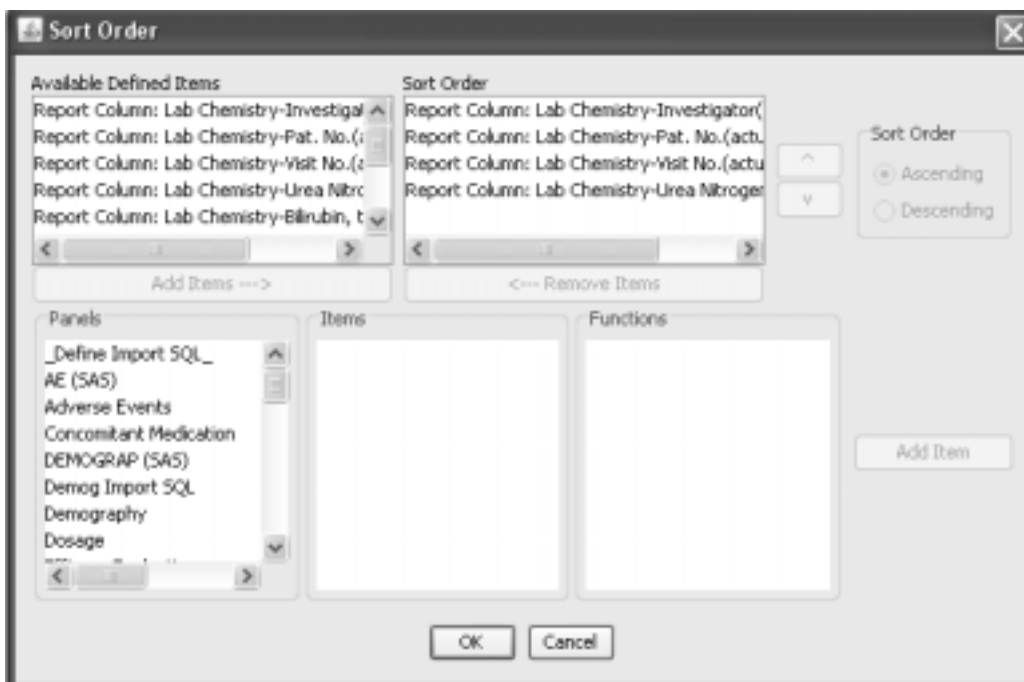 Sort Order
Available Defined Items
Report Column: Lab Chemistry-Investigat
Report Column: Lab Chemistry-Pat. No.(a
Report Column: Lab Chemistry-Visit No.(a
Report Column: Lab Chemistry-Urea Nitro
Report Column: Lab Chemistry-Bilirubin, t
Add Items --->
Sort Order
Report Column: Lab Chemistry-Investigator(
Report Column: Lab Chemistry-Pat. No.(actu
Report Column: Lab Chemistry-Visit No.(actu
Report Column: Lab Chemistry-Urea Nitrogen
<--- Remove Items
^
v
Sort Order
Ascending
Descending
Panels
_Define Import SQL_
AE (SAS)
Adverse Events
Concomitant Medication
DEMOGRAP (SAS)
Demog Import SQL
Demography
Dosage
Items
Functions
Add Item
OK
Cancel